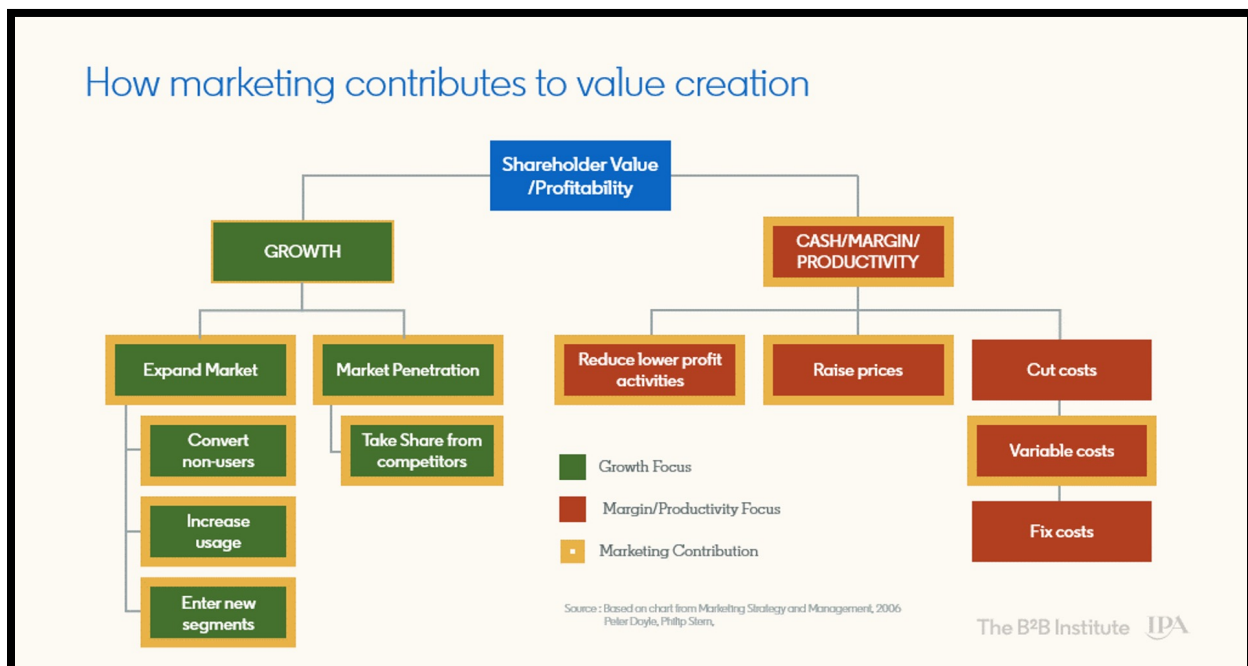 How marketing contributes to value creation
Shareholder Value
/Profitability
GROWTH
CASH/MARGIN/
PRODUCTIVITY
Expand Market
Market Penetration
Reduce lower profit
activities
Raise prices
Cut costs
Convert
non-users
Take Share from
competitors
Variable costs
Increase
usage
Fix costs
Enter new
segments
Growth Focus
Margin/Productivity Focus
Marketing Contribution
Source : Based on chart from Marketing Strategy and Management, 2006
Peter Doyle, Philip Stern,
The B²B Institute IPA